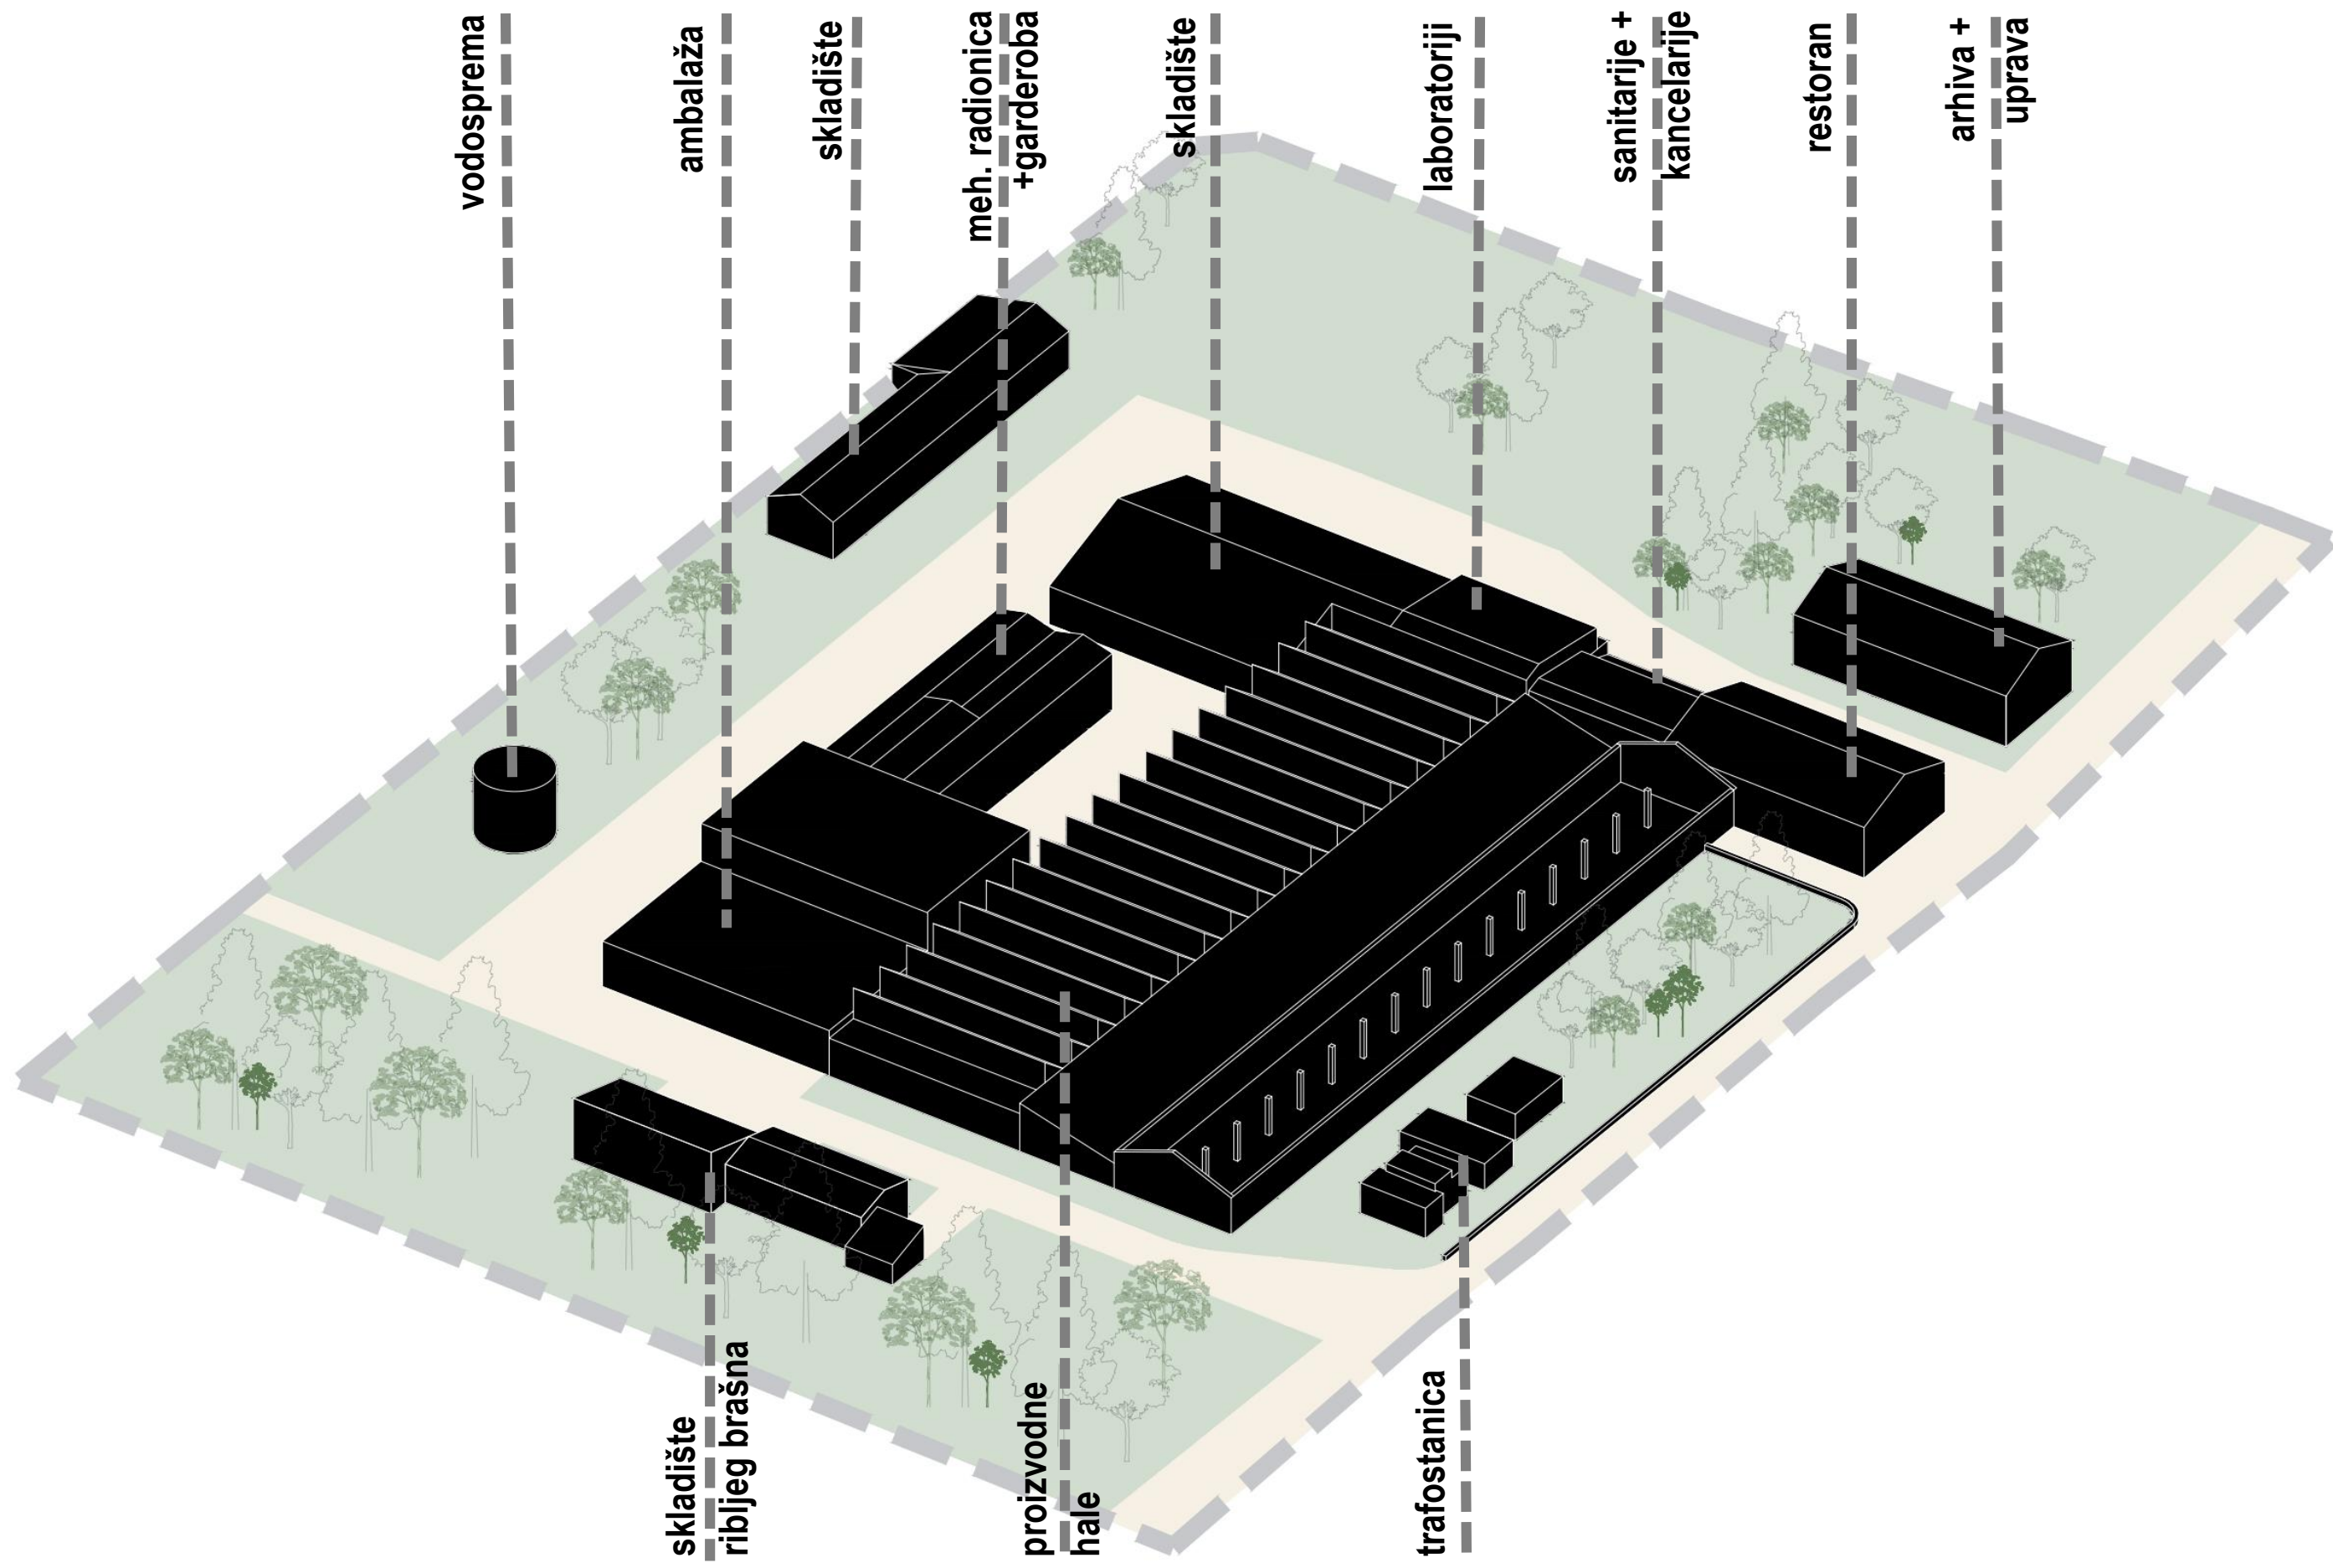 vodosprema
ambalaža
skladište
meh. radionica
+garderoba
skladište
laboratoriji
sanitarije +
kancelarije
restoran
arhiva +
uprava
skladište
ribljeg brašna
proizvodne
hale
trafostanica